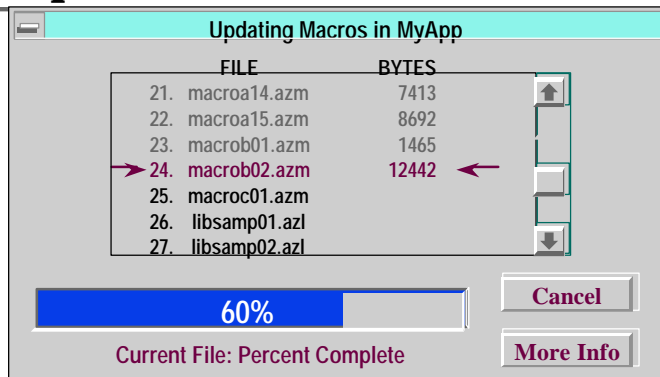 Updating Macros in MyApp
FILE BYTES
21. macroa14.azm 7413
22. macroa15.azm 8692
23. macrob01.azm 1465
24. macrob02.azm 12442
25. macroc01.azm
26. libsamp01.azl
27. libsamp02.azl
60%
Cancel
Current File: Percent Complete
More Info